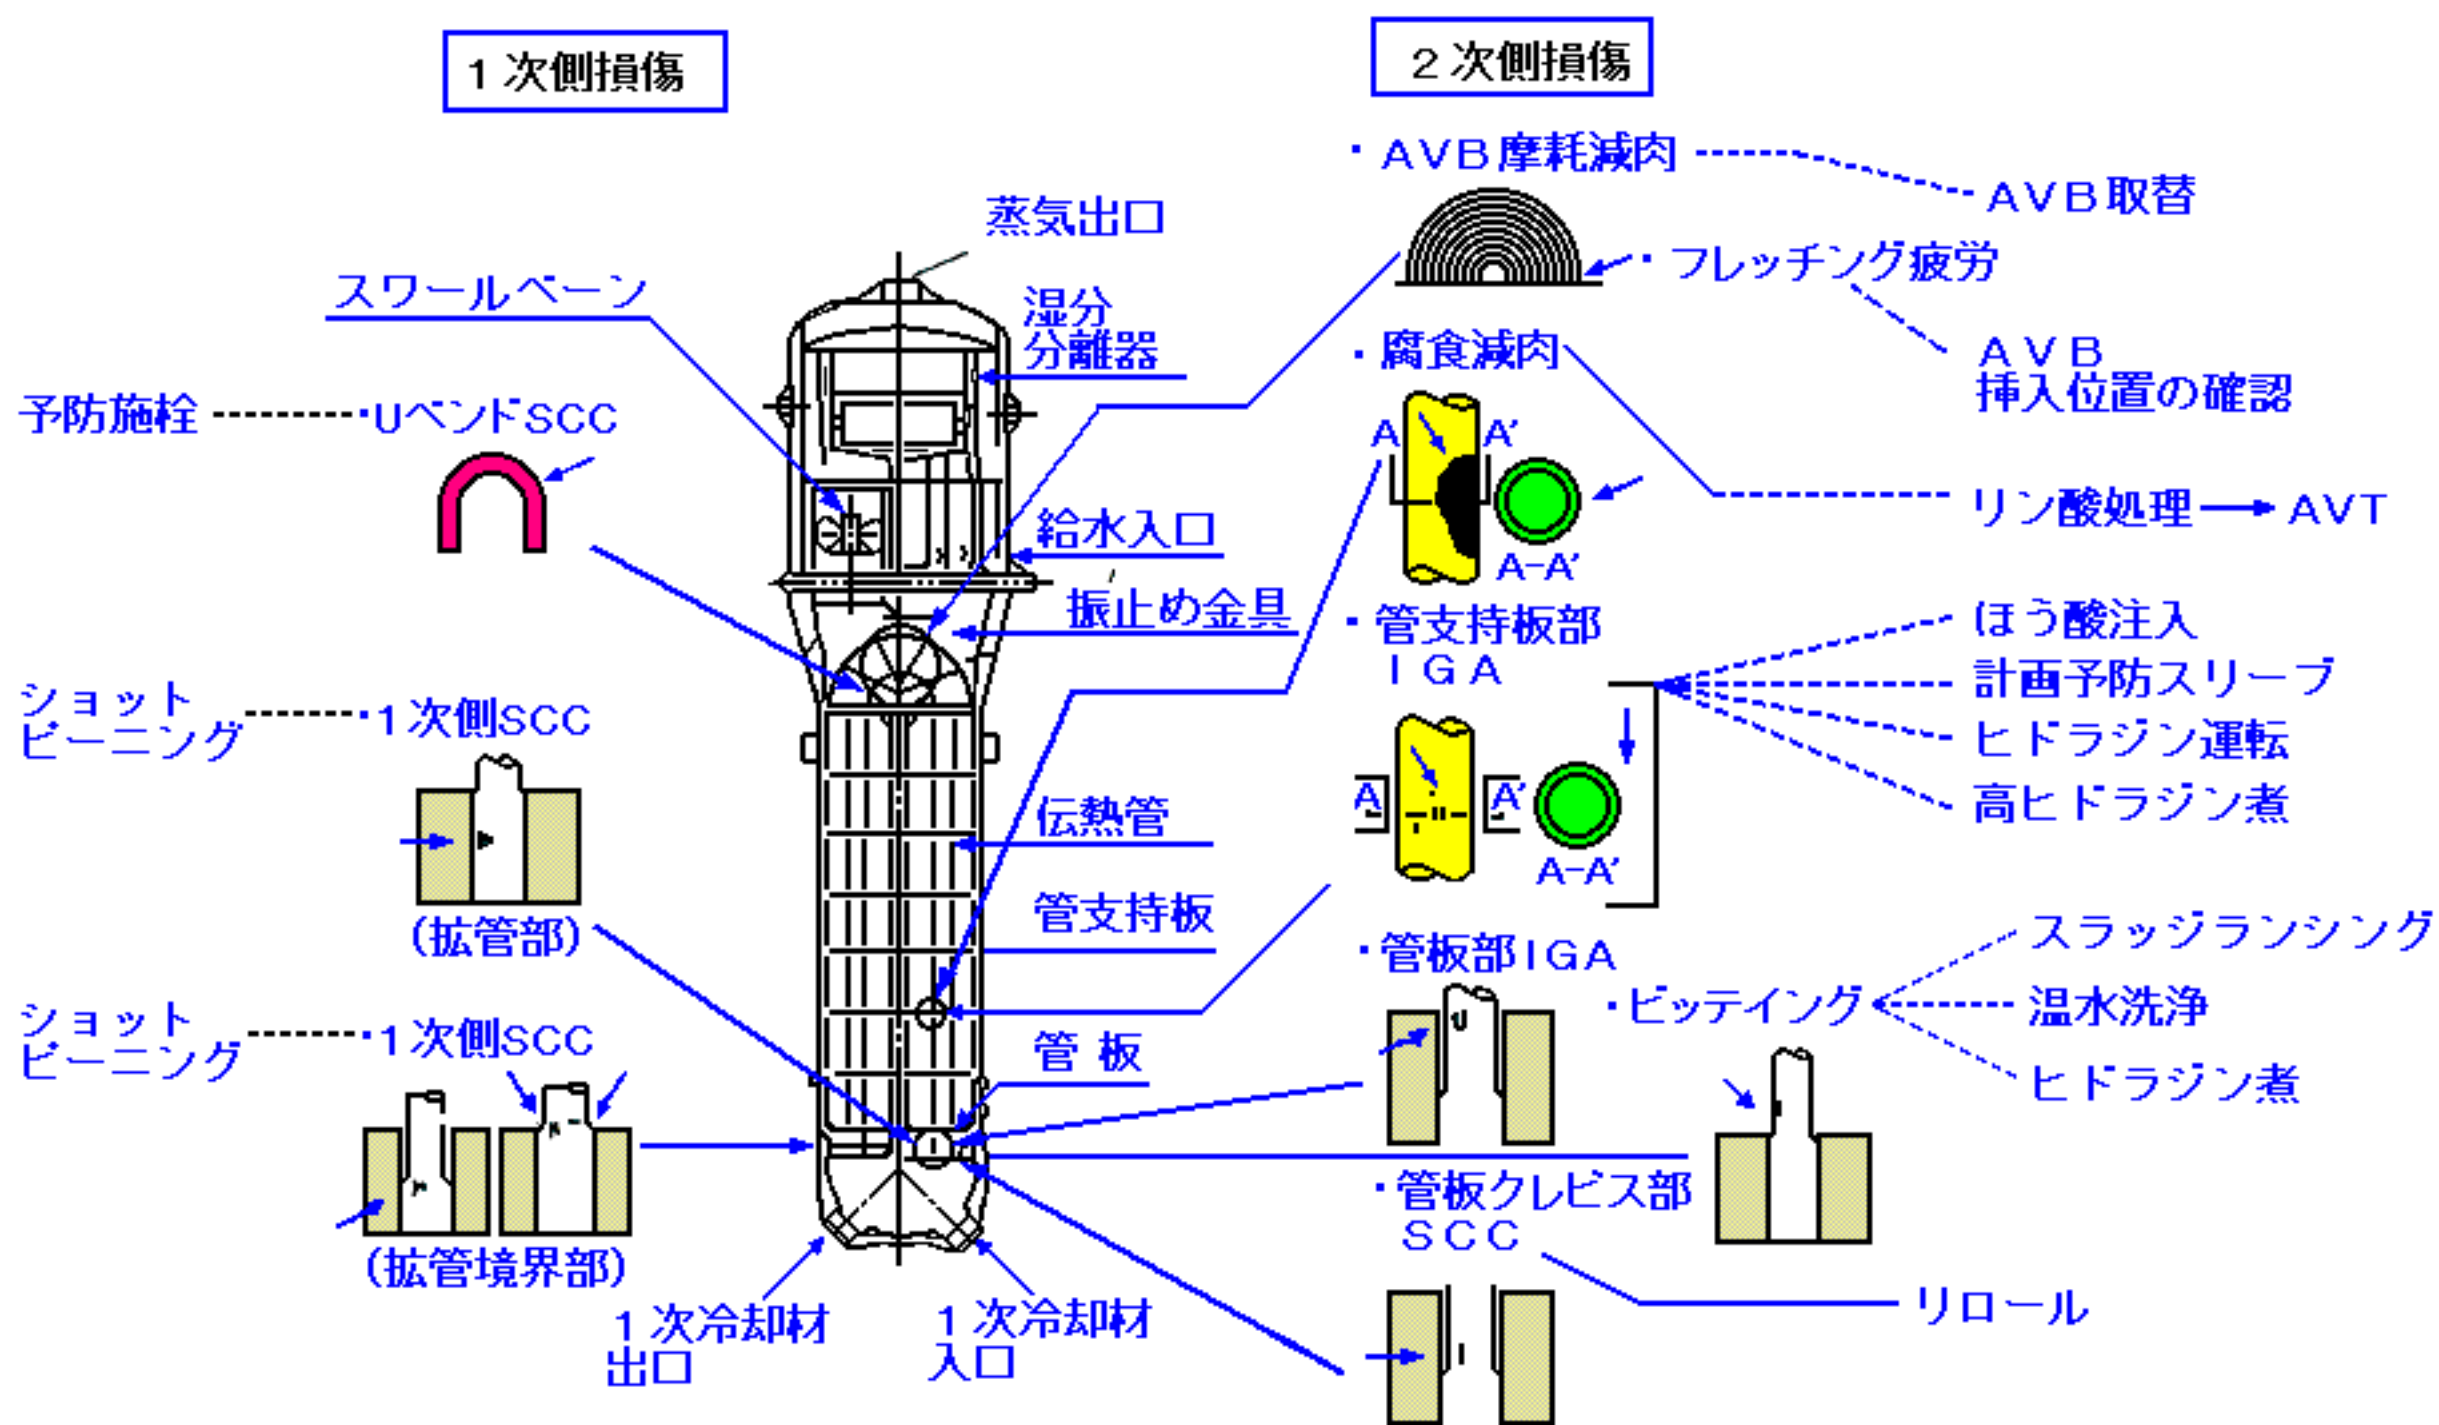 1次側損傷
2次側損傷
・AVB摩耗減肉
AVB取替
蒸気出口
・フレッチング疲労
スワールベーン
湿分
分離器
・腐食減肉
AVB
挿入位置の確認
予防施栓
・UベンドSCC
A
A'
リン酸処理
AVT
給水入口
A-A'
振止め金具
・管支持板部
IGA
ほう酸注入
計画予防スリーブ
ヒドラジン運転
高ヒドラジン煮
ショット
ピーニング
・1次側SCC
A
A'
伝熱管
A-A'
管支持板
(拡管部)
・管板部IGA
スラッジランシング
・ピッテイング
温水洗浄
ヒドラジン煮
ショット
ピーニング
・1次側SCC
管 板
・管板クレビス部
SCC
(拡管境界部)
リロール
1次冷却材
出口
1次冷却材
入口